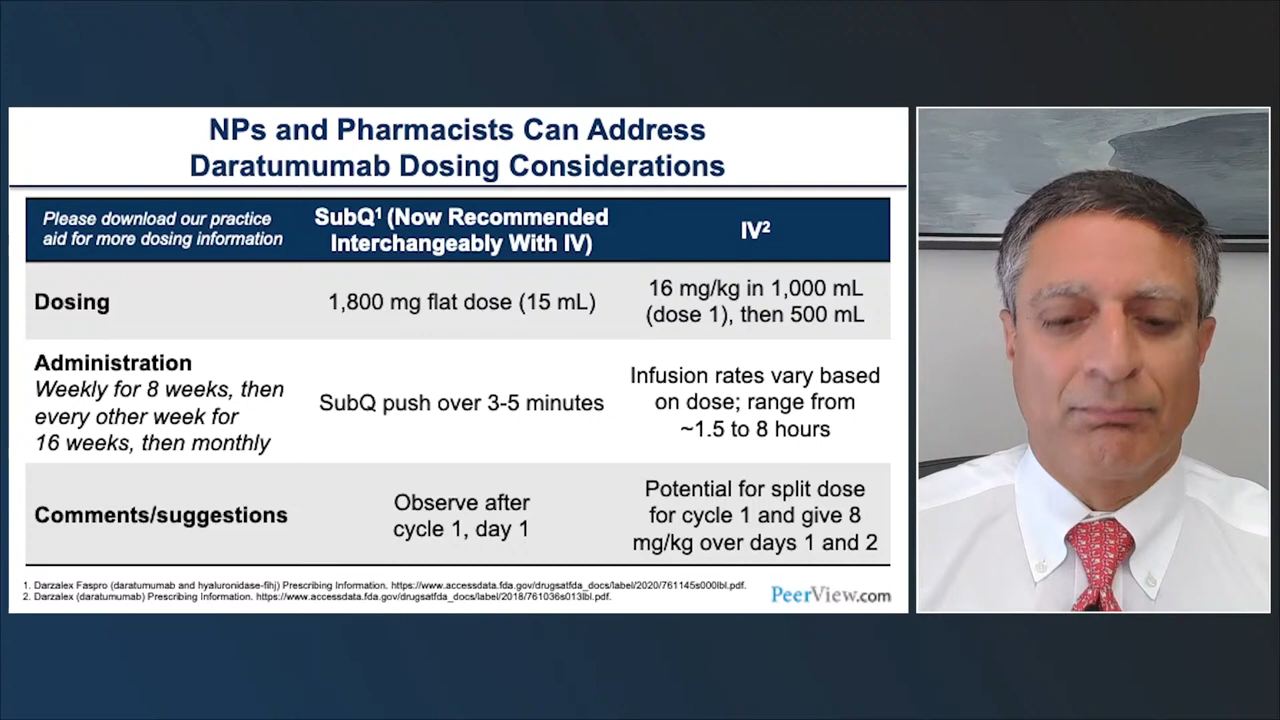 NPs and Pharmacists Can Address
Daratumumab Dosing Considerations
Please download our practice
aid for more dosing information
SubQ1 (Now Recommended
Interchangeably With IV)
IV2
Dosing
1,800 mg flat dose (15 mL)
16 mg/kg in 1,000 mL
(dose 1), then 500 mL
Administration
Weekly for 8 weeks, then
every other week for
16 weeks, then monthly
SubQ push over 3-5 minutes
Infusion rates vary based
on dose; range from
~1.5 to 8 hours
Comments/suggestions
Observe after
cycle 1, day 1
Potential for split dose
for cycle 1 and give 8
mg/kg over days 1 and 2
1. Darzalex Faspro (daratumumab and hyaluronidase-fihj) Prescribing Information. https://www.accessdata.fda.gov/drugsatfda_docs/label/2020/761145s000lbl.pdf.
2. Darzalex (daratumumab) Prescribing Information. https://www.accessdata.fda.gov/drugsatfda_docs/label/2018/761036s013lbl.pdf.
PeerView.com